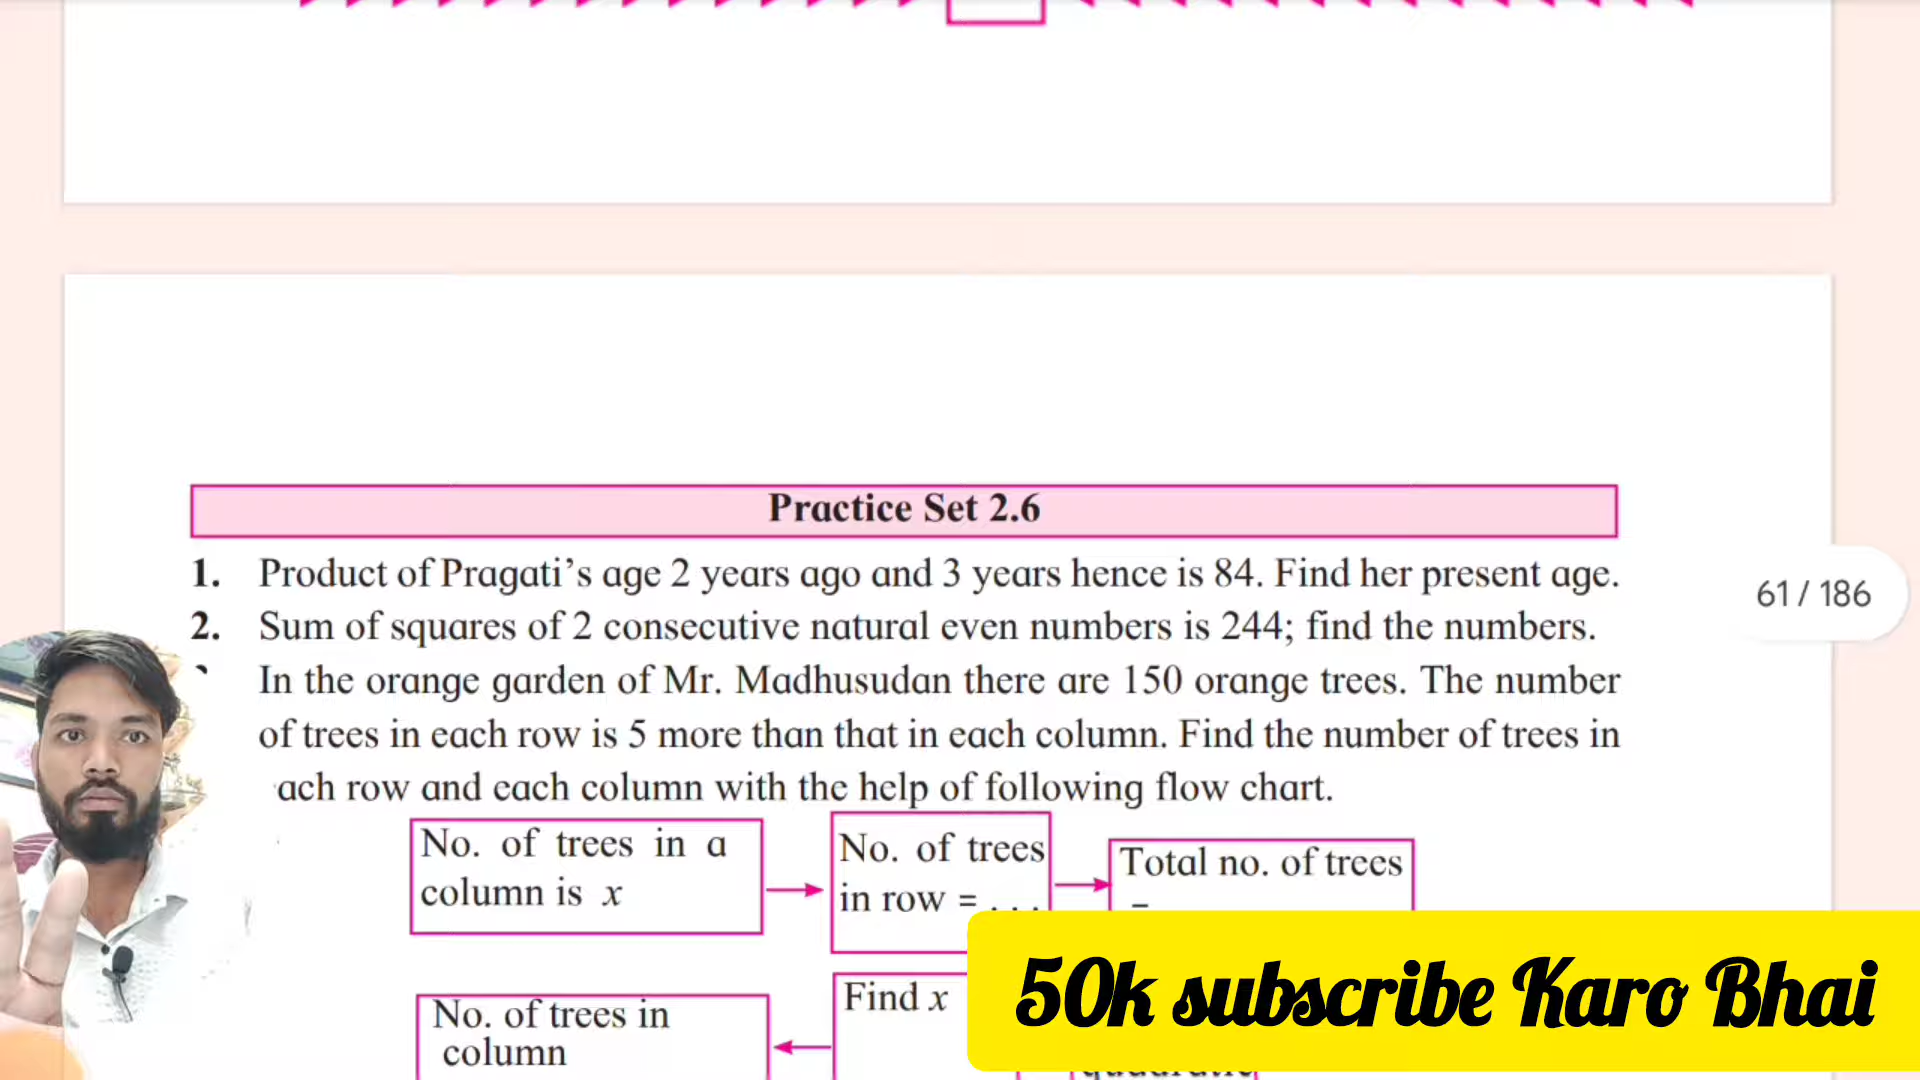 Practice Set 2.6
1. Product of Pragati’s age 2 years ago and 3 years hence is 84. Find her present age.
2. Sum of squares of 2 consecutive natural even numbers is 244; find the numbers.
In the orange garden of Mr. Madhusudan there are 150 orange trees. The number
of trees in each row is 5 more than that in each column. Find the number of trees in
ach row and each column with the help of following flow chart.
No. of trees in a
column is x
No. of trees
in row = . . .
Total no. of trees
61 / 186
No. of trees in
column
Find x
50k subscribe Karo Bhai